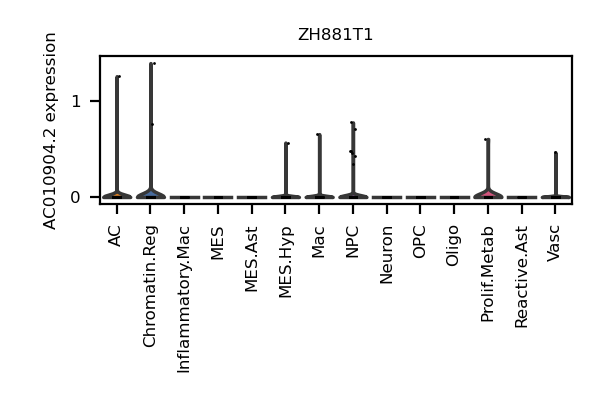 ZH881T1
AC010904.2 expression
1
0
AC
Chromatin.Reg
Inflammatory.Mac
MES
MES.Ast
MES.Hyp
Mac
NPC
Neuron
OPC
Oligo
Prolif.Metab
Reactive.Ast
Vasc